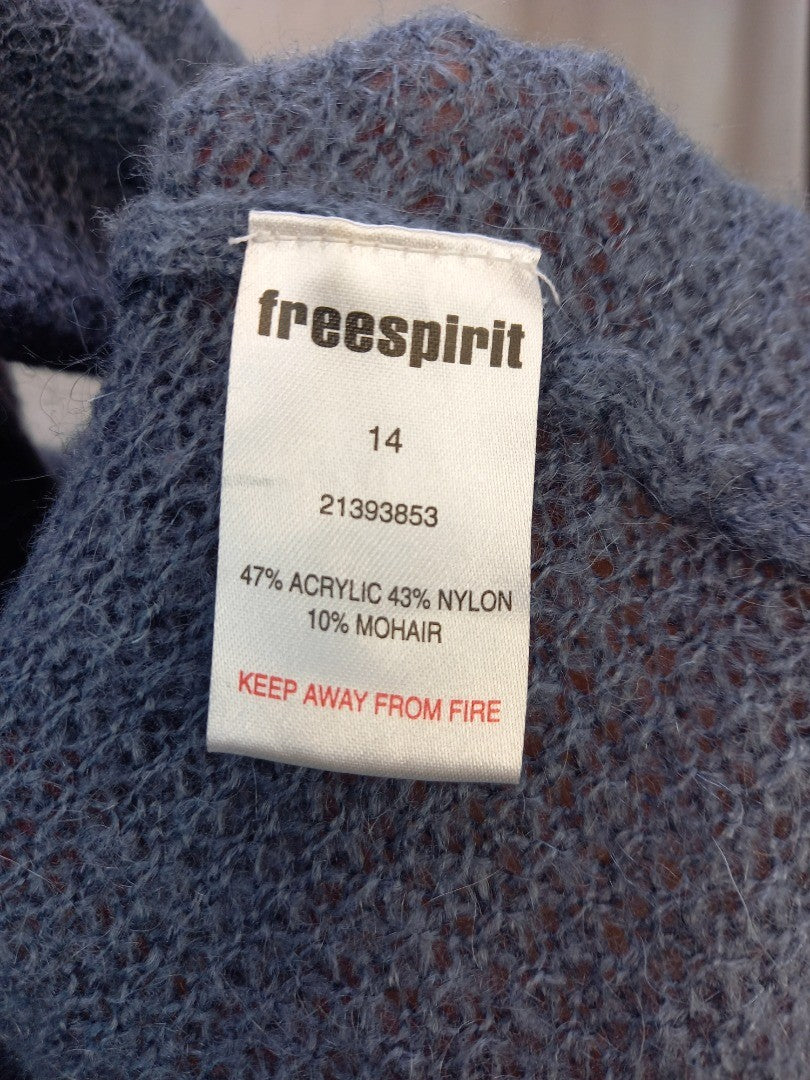 freespirit
14
21393853
47% ACRYLIC 43% NYLON
10% MOHAIR
KEEP AWAY FROM FIRE